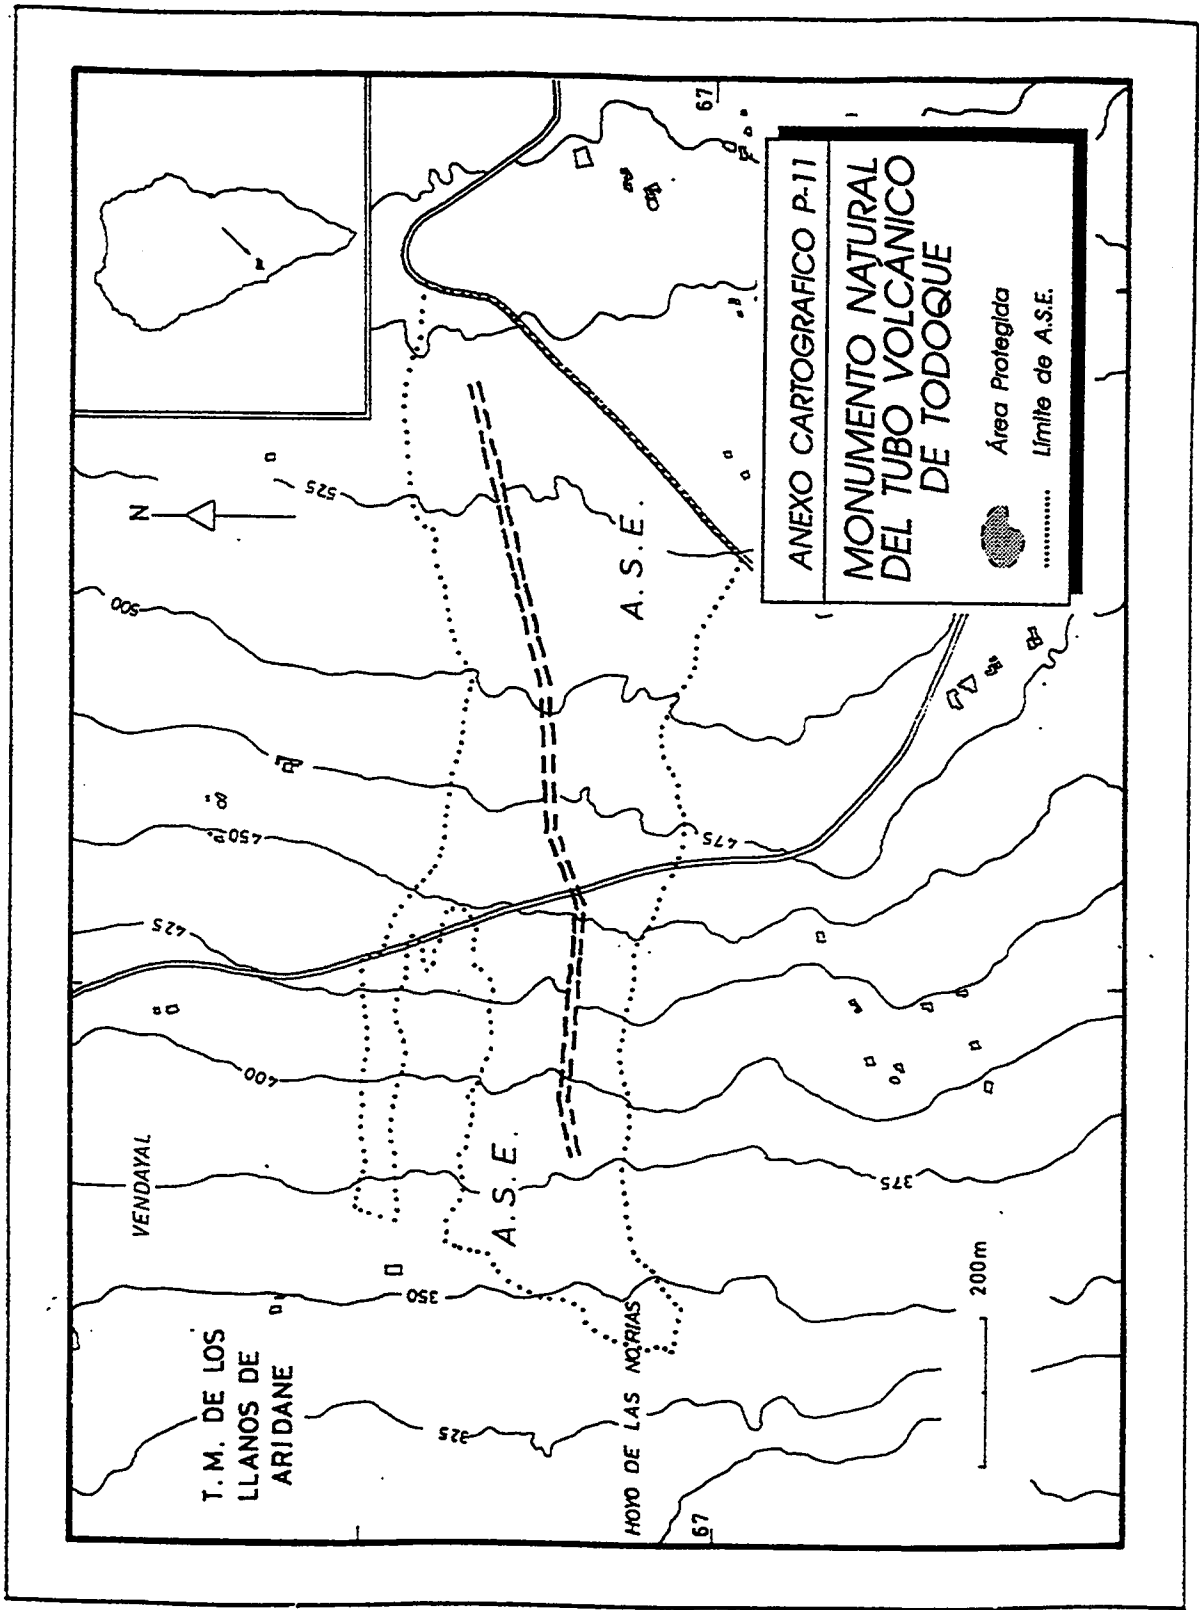 T. M. DE LOS
LLANOS DE
ARIDANE
VENDAYAL
N
325
350
375
400
425
450
475
500
525
A.S.E.
A.S.E.
HOYO DE LAS NORIAS
67
67
200m
ANEXO CARTOGRAFICO P-11
MONUMENTO NATURAL
DEL TUBO VOLCÁNICO
DE TODOQUE
Área Protegida
Límite de A.S.E.